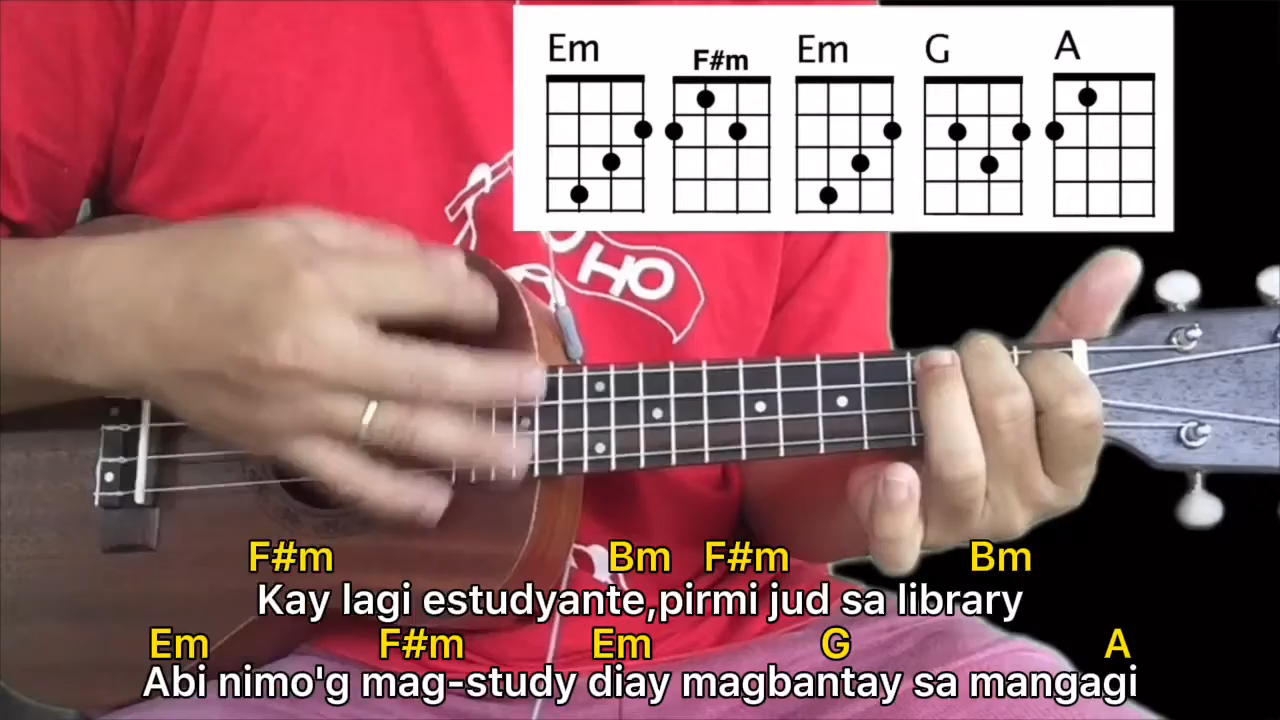 Em F#m Em G A
HO
F#m Bm F#m Bm
Kay lagi estudyante,pirmi jud sa library
Em F#m Em G A
Abi nimo'g mag-study diay magbantay sa mangagi